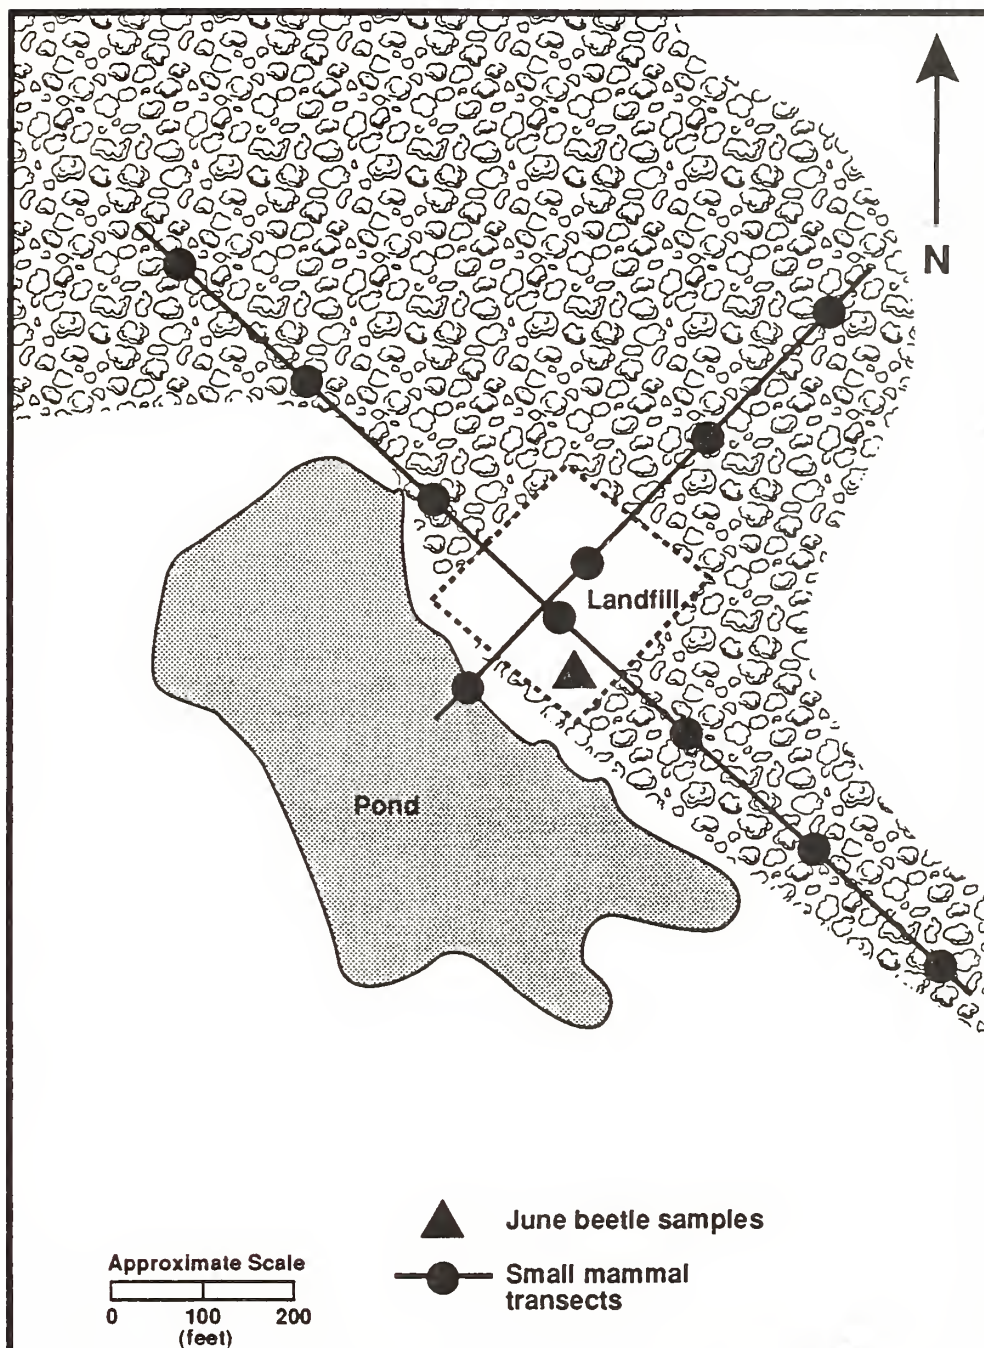 N
Landfill
Pond
June beetle samples
Small mammal
transects
Approximate Scale
0 100 200
(feet)